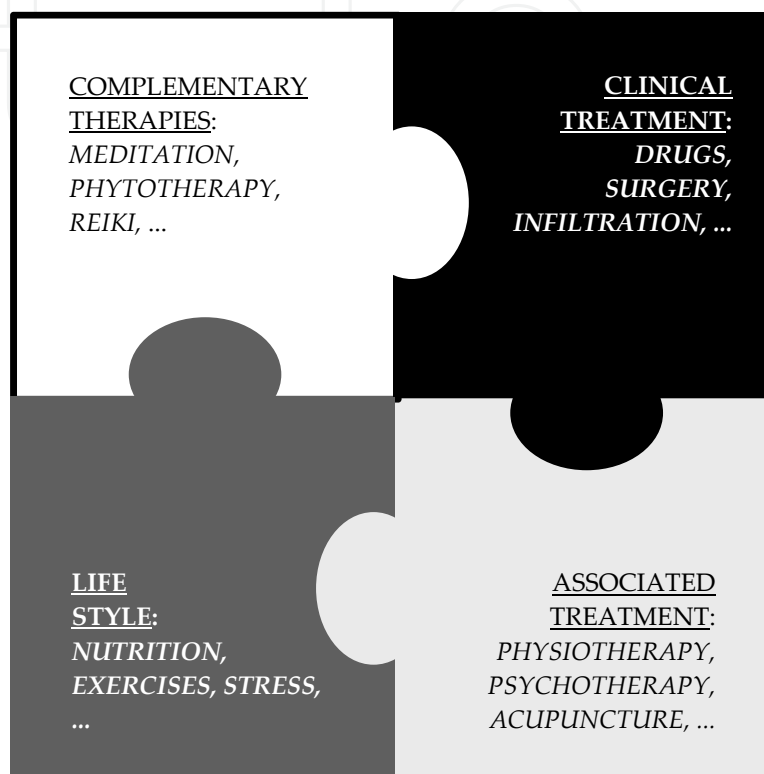 COMPLEMENTARY
THERAPIES:
MEDITATION,
PHYTOTHERAPY,
REIKI, ...
CLINICAL
TREATMENT:
DRUGS,
SURGERY,
INFILTRATION, ...
LIFE
STYLE:
NUTRITION,
EXERCISES, STRESS,
...
ASSOCIATED
TREATMENT:
PHYSIOTHERAPY,
PSYCHOTHERAPY,
ACUPUNCTURE, ...